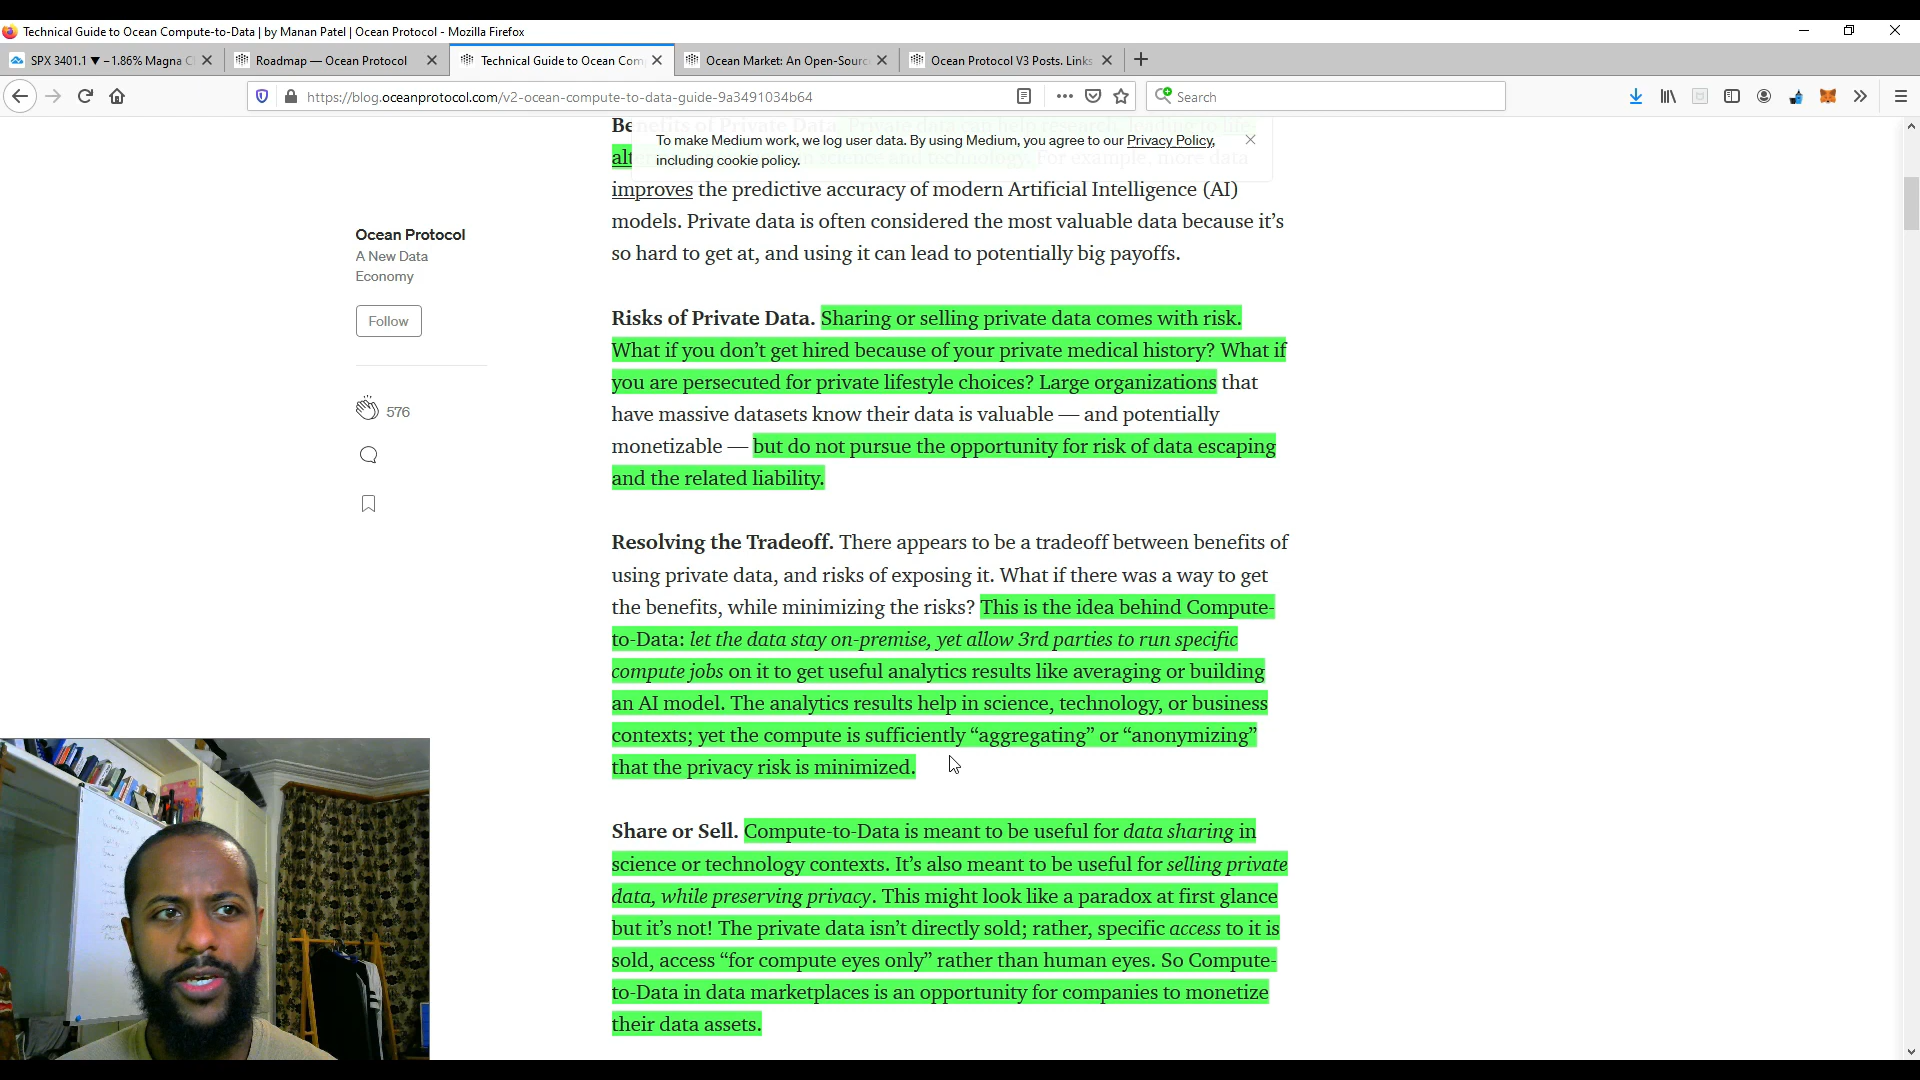 Technical Guide to Ocean Compute-to-Data | by Manan Patel | Ocean Protocol - Mozilla Firefox
SPX 3401.1 ▼ −1.86% Magna C
Roadmap — Ocean Protocol
Technical Guide to Ocean Com
Ocean Market: An Open-Sourc
Ocean Protocol V3 Posts. Links
https://blog.oceanprotocol.com/v2-ocean-compute-to-data-guide-9a3491034b64
Search
Benefits of Private Data. Private data can help research, leading to life-
To make Medium work, we log user data. By using Medium, you agree to our Privacy Policy,
including cookie policy.
improves the predictive accuracy of modern Artificial Intelligence (AI)
models. Private data is often considered the most valuable data because it's
so hard to get at, and using it can lead to potentially big payoffs.
Ocean Protocol
A New Data
Economy
Follow
576
Risks of Private Data. Sharing or selling private data comes with risk.
What if you don't get hired because of your private medical history? What if
you are persecuted for private lifestyle choices? Large organizations that
have massive datasets know their data is valuable — and potentially
monetizable — but do not pursue the opportunity for risk of data escaping
and the related liability.
Resolving the Tradeoff. There appears to be a tradeoff between benefits of
using private data, and risks of exposing it. What if there was a way to get
the benefits, while minimizing the risks? This is the idea behind Compute-
to-Data: let the data stay on-premise, yet allow 3rd parties to run specific
compute jobs on it to get useful analytics results like averaging or building
an AI model. The analytics results help in science, technology, or business
contexts; yet the compute is sufficiently “aggregating” or “anonymizing”
that the privacy risk is minimized.
Share or Sell. Compute-to-Data is meant to be useful for data sharing in
science or technology contexts. It's also meant to be useful for selling private
data, while preserving privacy. This might look like a paradox at first glance
but it's not! The private data isn't directly sold; rather, specific access to it is
sold, access “for compute eyes only” rather than human eyes. So Compute-
to-Data in data marketplaces is an opportunity for companies to monetize
their data assets.